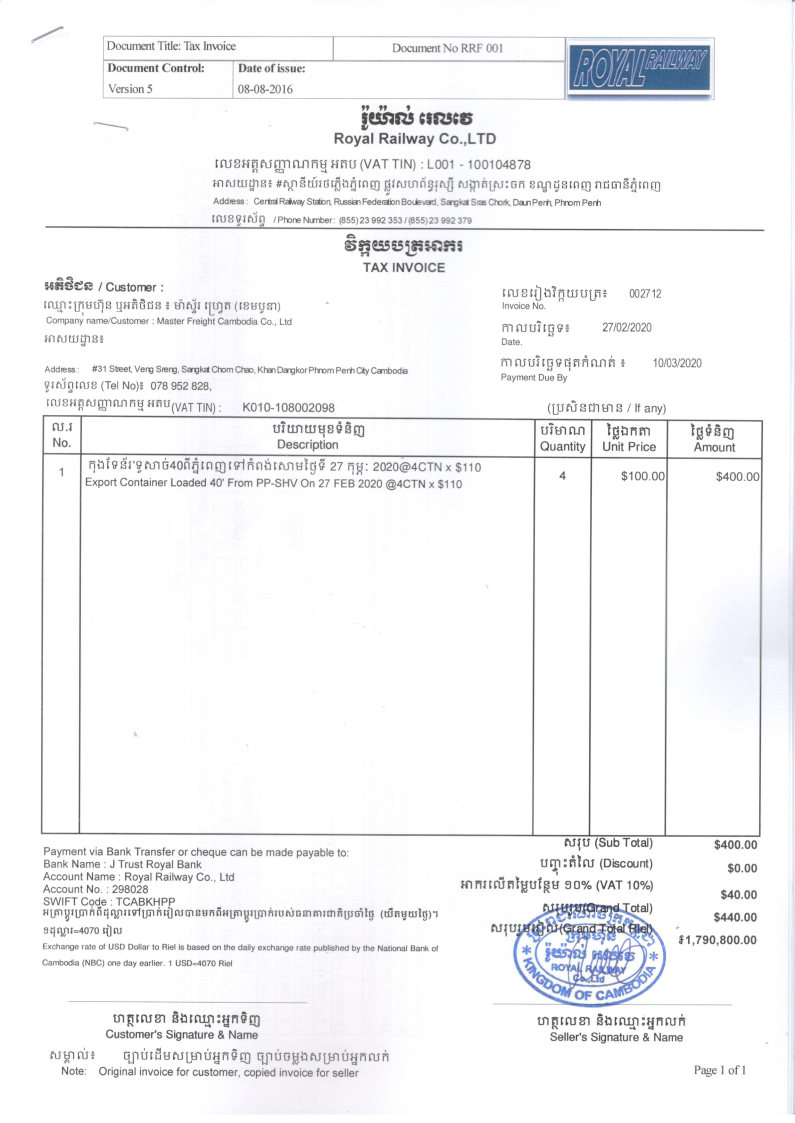 Document Title: Tax Invoice
Document No RRF 001
ROYAL RAILWAY
Document Control:
Date of issue:
Version 5
08-08-2016
រ៉ូយ៉ាល់ រេលវេ
Royal Railway Co.,LTD
លេខអត្តសញ្ញាណកម្ម អតប (VAT TIN) : L001 - 100104878
អាសយដ្ឋាន៖ #ស្ថានីយ៍រថភ្លើងភ្នំពេញ ផ្លូវសហព័ន្ធរុស្ស៊ី សង្កាត់ស្រះចក ខណ្ឌដូនពេញ រាជធានីភ្នំពេញ
Address : Central Railway Station, Russian Federation Boulevard, Sangkat Sras Chork, Daun Penh, Phnom Penh
លេខទូរស័ព្ទ / Phone Number : (855) 23 992 353 / (855) 23 992 379
វិក្កយបត្រអាករ
TAX INVOICE
អតិថិជន / Customer :
ឈ្មោះក្រុមហ៊ុន ឬអតិថិជន ៖ ម៉ាស្ទ័រ ហ្រ្វេត (ខេមបូឌា)
Company name/Customer : Master Freight Cambodia Co., Ltd
អាសយដ្ឋាន៖
Address : #31 Street, Veng Sreng, Sangkat Chom Chao, Khan Dangkor Phnom Penh City Cambodia
ទូរស័ព្ទលេខ (Tel No)៖ 078 952 828,
លេខអត្តសញ្ញាណកម្ម អតប (VAT TIN) : K010-108002098
លេខរៀងវិក្កយបត្រ៖ 002712
Invoice No.
កាលបរិច្ឆេទ៖ 27/02/2020
Date.
កាលបរិច្ឆេទផុតកំណត់ ៖ 10/03/2020
Payment Due By
(ប្រសិនជាមាន / If any)
ល.រ បរិយាយមុខទំនិញ បរិមាណ ថ្លៃឯកតា ថ្លៃទំនិញ
No. Description Quantity Unit Price Amount
1 កុងទែន័រទូសាច់40ពីភ្នំពេញទៅកំពង់សោមថ្ងៃទី 27 កុម្ភៈ 2020@4CTN x $110
Export Container Loaded 40' From PP-SHV On 27 FEB 2020 @4CTN x $110
4 $100.00 $400.00
សរុប (Sub Total) $400.00
បញ្ចុះតំលៃ (Discount) $0.00
អាករលើតម្លៃបន្ថែម ១០% (VAT 10%) $40.00
សរុបរួម(Grand Total) $440.00
សរុបរួមរៀល(Grand Total Riel) ៛1,790,800.00
Payment via Bank Transfer or cheque can be made payable to:
Bank Name : J Trust Royal Bank
Account Name : Royal Railway Co., Ltd
Account No. : 298028
SWIFT Code : TCABKHPP
អត្រាប្តូរប្រាក់ពីដុល្លារទៅប្រាក់រៀលបានមកពីអត្រាប្តូរប្រាក់របស់ធនាគារជាតិប្រចាំថ្ងៃ (យឺតមួយថ្ងៃ)។
១ដុល្លារ=4070 រៀល
Exchange rate of USD Dollar to Riel is based on the daily exchange rate published by the National Bank of
Cambodia (NBC) one day earlier. 1 USD=4070 Riel
រ៉ូយ៉ាល់ រេលវេ
ROYAL RAILWAY
Co.,Ltd
KINGDOM OF CAMBODIA
ហត្ថលេខា និងឈ្មោះអ្នកទិញ
Customer's Signature & Name
ហត្ថលេខា និងឈ្មោះអ្នកលក់
Seller's Signature & Name
សម្គាល់៖ ច្បាប់ដើមសម្រាប់អ្នកទិញ ច្បាប់ចម្លងសម្រាប់អ្នកលក់
Note: Original invoice for customer, copied invoice for seller
Page 1 of 1